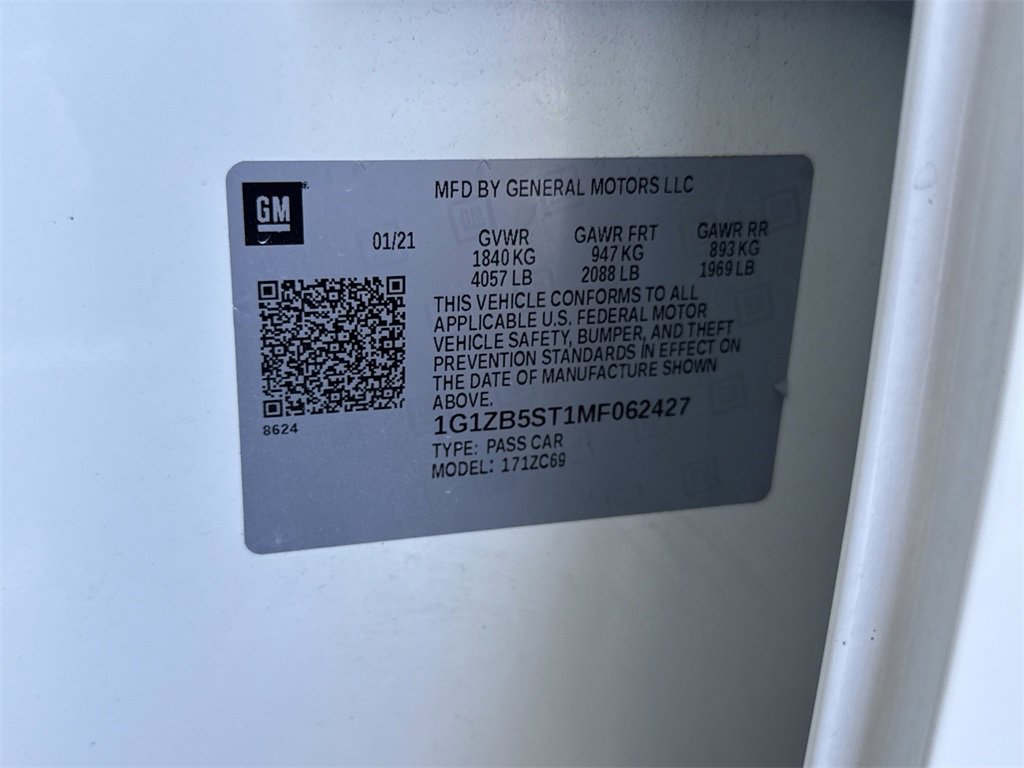 GM
MFD BY GENERAL MOTORS LLC
01/21
GVWR GAWR FRT GAWR RR
1840 KG 947 KG 893 KG
4057 LB 2088 LB 1969 LB
THIS VEHICLE CONFORMS TO ALL
APPLICABLE U.S. FEDERAL MOTOR
VEHICLE SAFETY, BUMPER, AND THEFT
PREVENTION STANDARDS IN EFFECT ON
THE DATE OF MANUFACTURE SHOWN
ABOVE.
8624
1G1ZB5ST1MF062427
TYPE: PASS CAR
MODEL: 171ZC69